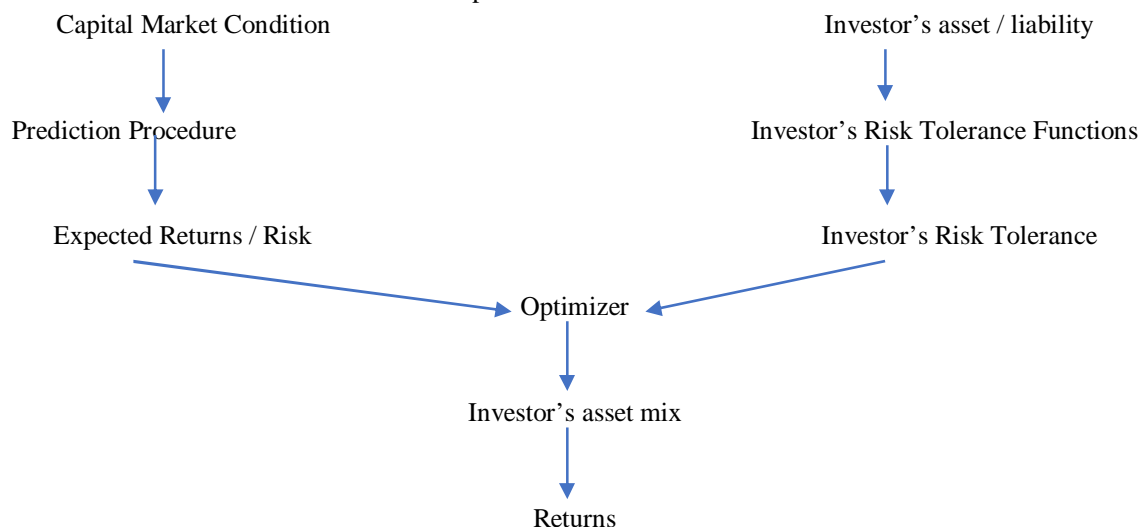 Capital Market Condition
Investor’s asset / liability
Prediction Procedure
Investor’s Risk Tolerance Functions
Expected Returns / Risk
Investor’s Risk Tolerance
Optimizer
Investor’s asset mix
Returns